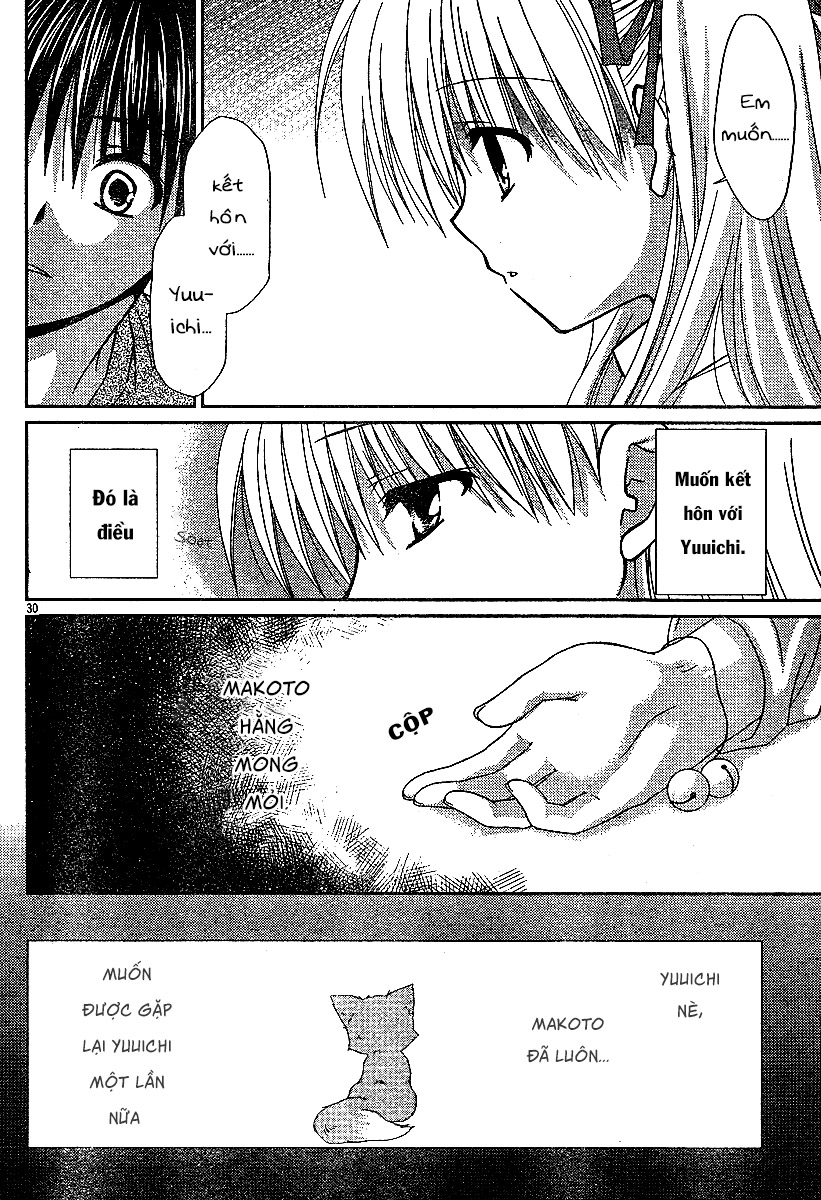 Em
muốn......
kết
hôn
với......
Yuu-
ichi...
Muốn kết
hôn với
Yuuichi.
Đó là
điều
30
MAKOTO
HẰNG
MONG
MỎI
CỘP
YUUICHI
NÈ,
MAKOTO
ĐÃ LUÔN...
MUỐN
ĐƯỢC GẶP
LẠI YUUICHI
MỘT LẦN
NỮA